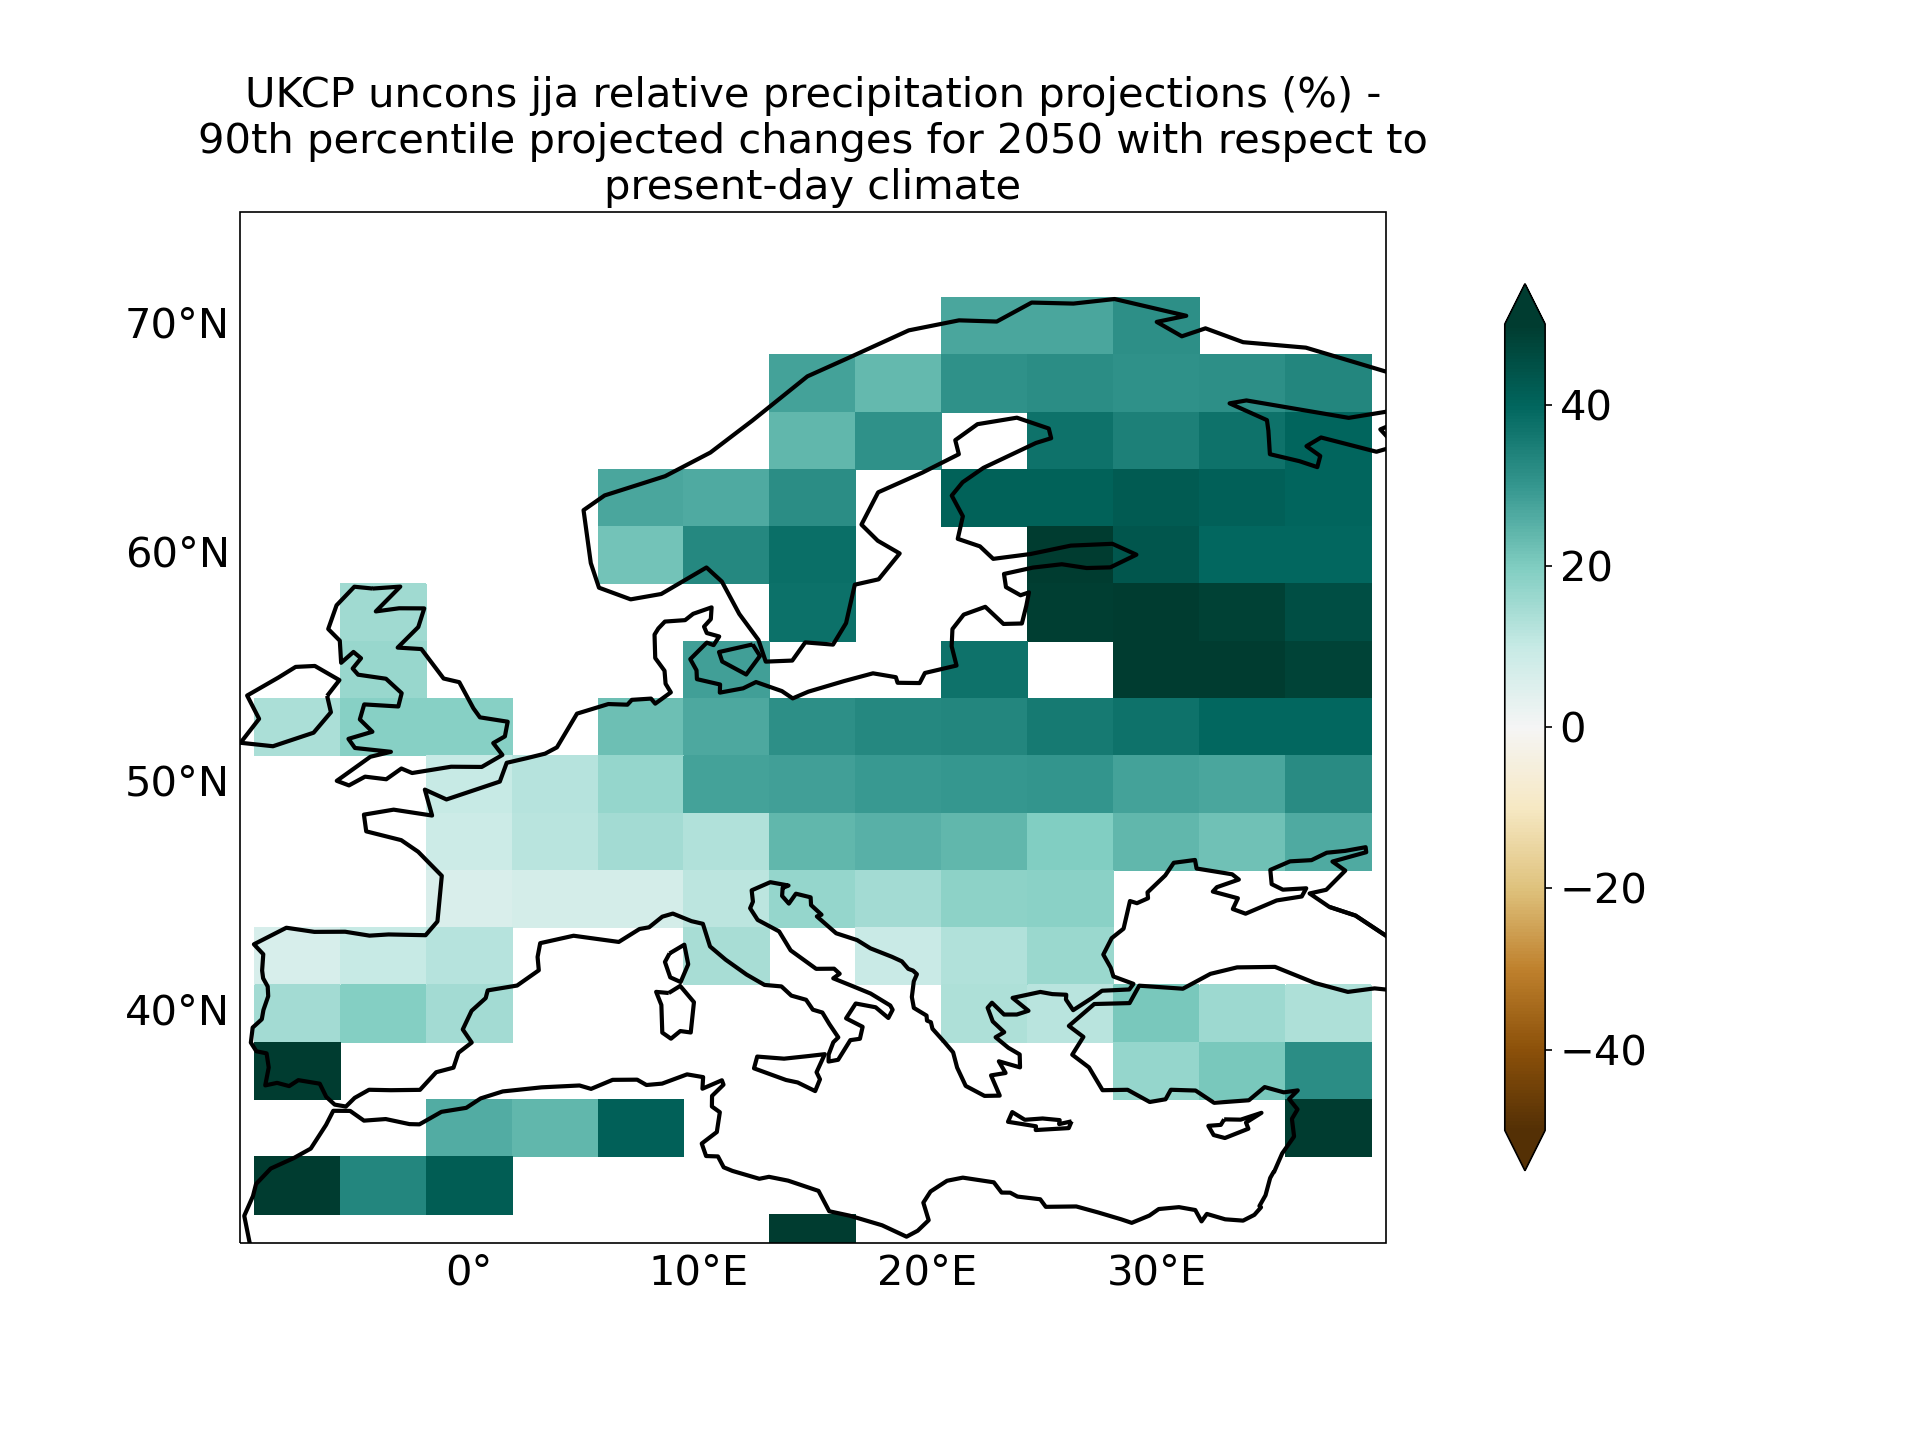 UKCP uncons jja relative precipitation projections (%) -
90th percentile projected changes for 2050 with respect to
present-day climate
70°N
60°N
50°N
40°N
0°
10°E
20°E
30°E
40
20
0
−20
−40